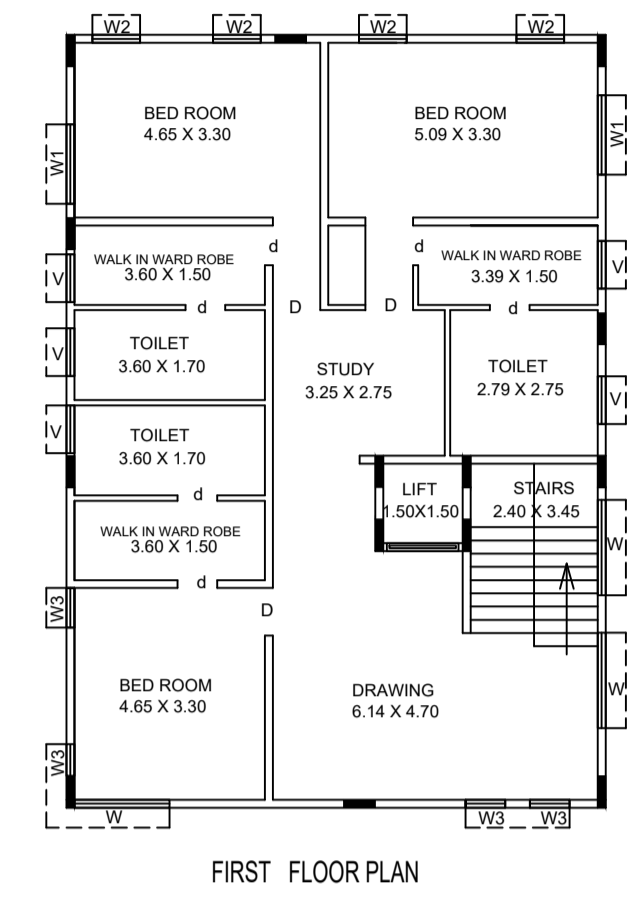 W2
W2
W2
W2
BED ROOM
4.65 X 3.30
BED ROOM
5.09 X 3.30
W1
W1
d
d
WALK IN WARD ROBE
3.60 X 1.50
WALK IN WARD ROBE
3.39 X 1.50
V
V
d
D
D
d
TOILET
3.60 X 1.70
V
STUDY
3.25 X 2.75
TOILET
2.79 X 2.75
V
TOILET
3.60 X 1.70
V
d
LIFT
1.50X1.50
STAIRS
2.40 X 3.45
WALK IN WARD ROBE
3.60 X 1.50
W
d
W3
D
BED ROOM
4.65 X 3.30
DRAWING
6.14 X 4.70
W
W3
W
W3
W3
FIRST FLOOR PLAN